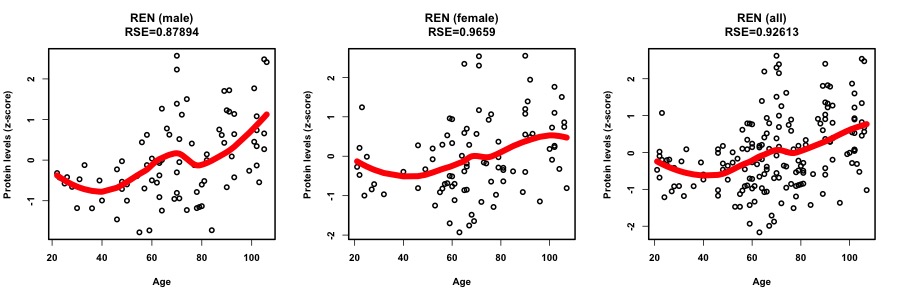 REN (male)
RSE=0.87894
Protein levels (z-score)
2
1
0
-1
20 40 60 80 100
Age
REN (female)
RSE=0.9659
Protein levels (z-score)
2
1
0
-1
-2
20 40 60 80 100
Age
REN (all)
RSE=0.92613
Protein levels (z-score)
2
1
0
-1
-2
20 40 60 80 100
Age